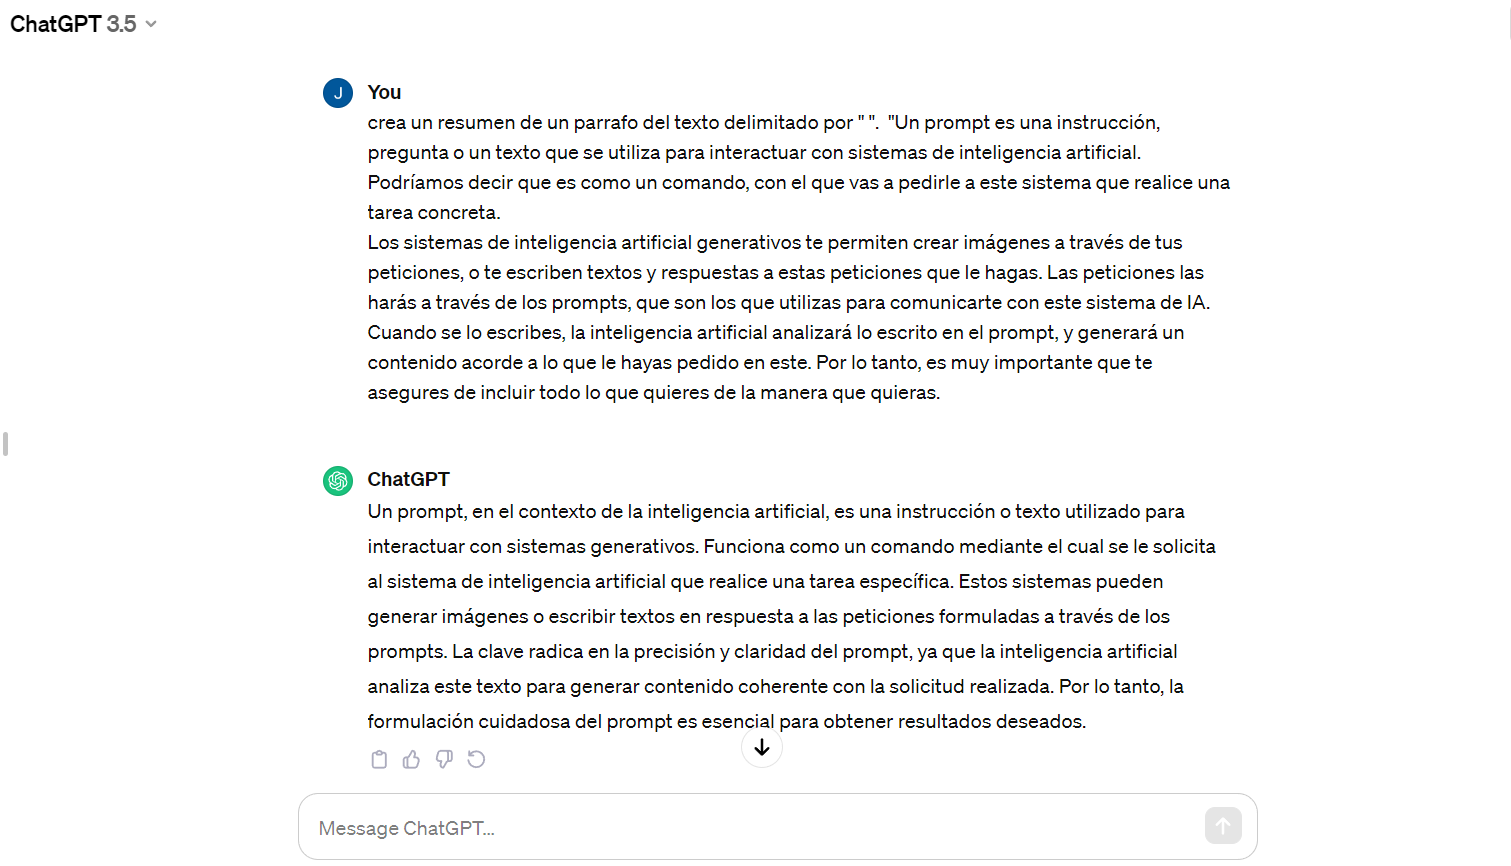 ChatGPT 3.5
J
You
crea un resumen de un parrafo del texto delimitado por " ".  "Un prompt es una instrucción,
pregunta o un texto que se utiliza para interactuar con sistemas de inteligencia artificial.
Podríamos decir que es como un comando, con el que vas a pedirle a este sistema que realice una
tarea concreta.
Los sistemas de inteligencia artificial generativos te permiten crear imágenes a través de tus
peticiones, o te escriben textos y respuestas a estas peticiones que le hagas. Las peticiones las
harás a través de los prompts, que son los que utilizas para comunicarte con este sistema de IA.
Cuando se lo escribes, la inteligencia artificial analizará lo escrito en el prompt, y generará un
contenido acorde a lo que le hayas pedido en este. Por lo tanto, es muy importante que te
asegures de incluir todo lo que quieres de la manera que quieras.
ChatGPT
Un prompt, en el contexto de la inteligencia artificial, es una instrucción o texto utilizado para
interactuar con sistemas generativos. Funciona como un comando mediante el cual se le solicita
al sistema de inteligencia artificial que realice una tarea específica. Estos sistemas pueden
generar imágenes o escribir textos en respuesta a las peticiones formuladas a través de los
prompts. La clave radica en la precisión y claridad del prompt, ya que la inteligencia artificial
analiza este texto para generar contenido coherente con la solicitud realizada. Por lo tanto, la
formulación cuidadosa del prompt es esencial para obtener resultados deseados.
Message ChatGPT...